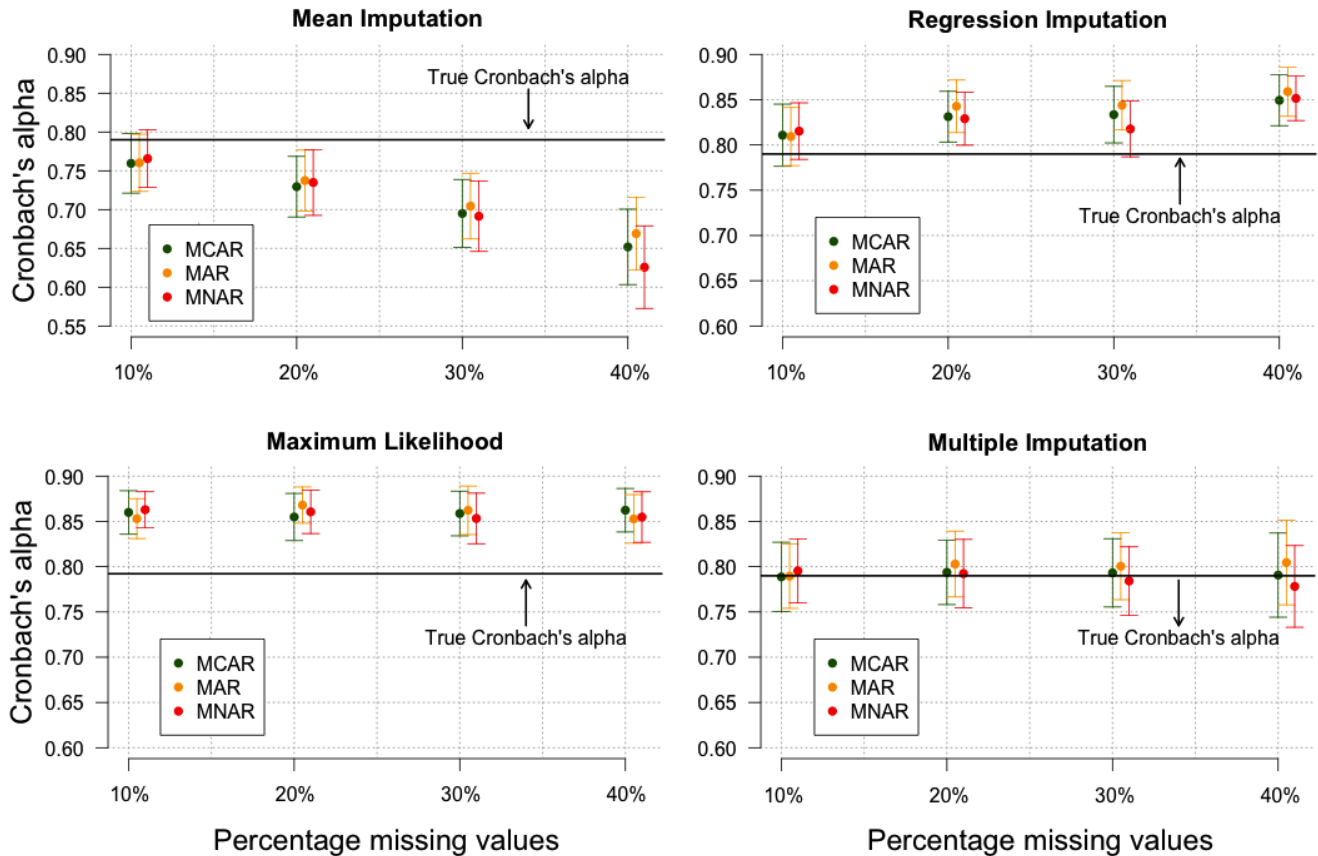 Mean Imputation
Cronbach's alpha
0.90
0.85
0.80
0.75
0.70
0.65
0.60
0.55
True Cronbach's alpha
MCAR
MAR
MNAR
10%
20%
30%
40%
Regression Imputation
0.90
0.85
0.80
0.75
0.70
0.65
0.60
True Cronbach's alpha
MCAR
MAR
MNAR
10%
20%
30%
40%
Maximum Likelihood
Cronbach's alpha
0.90
0.85
0.80
0.75
0.70
0.65
0.60
True Cronbach's alpha
MCAR
MAR
MNAR
10%
20%
30%
40%
Percentage missing values
Multiple Imputation
0.90
0.85
0.80
0.75
0.70
0.65
0.60
True Cronbach's alpha
MCAR
MAR
MNAR
10%
20%
30%
40%
Percentage missing values